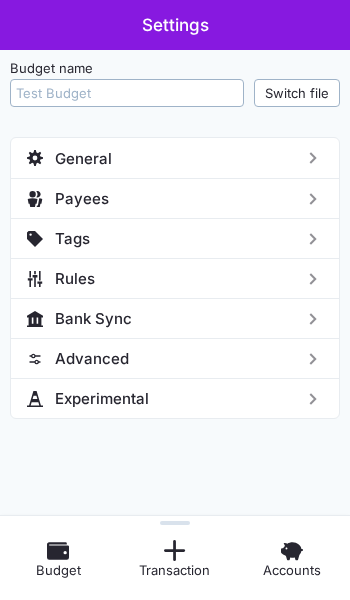 Settings
Budget name
Test Budget
Switch file
General
Payees
Tags
Rules
Bank Sync
Advanced
Experimental
Budget
Transaction
Accounts